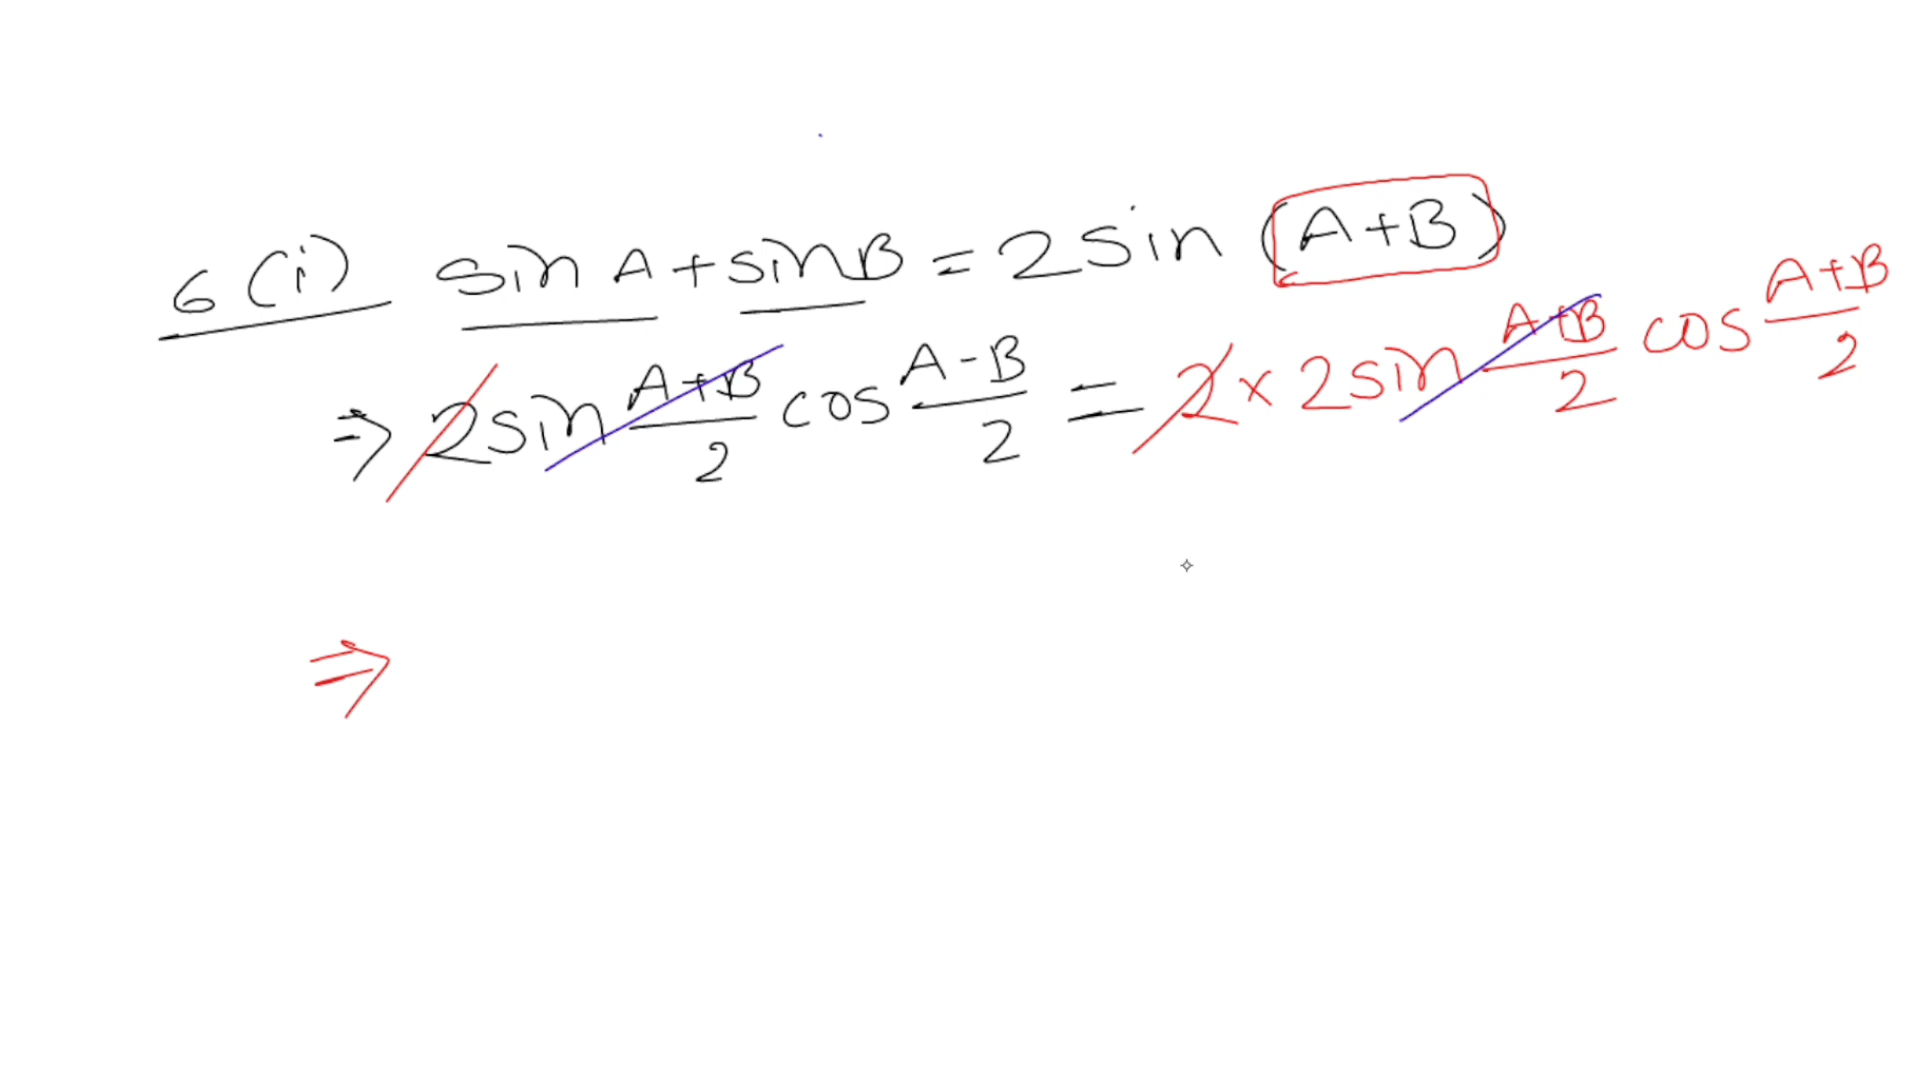 6 (i) sin A + sin B = 2 sin (A+B)
⇒ 2 sin A+B/2 cos A-B/2 = 2 × 2 sin A+B/2 cos A+B/2
⇒